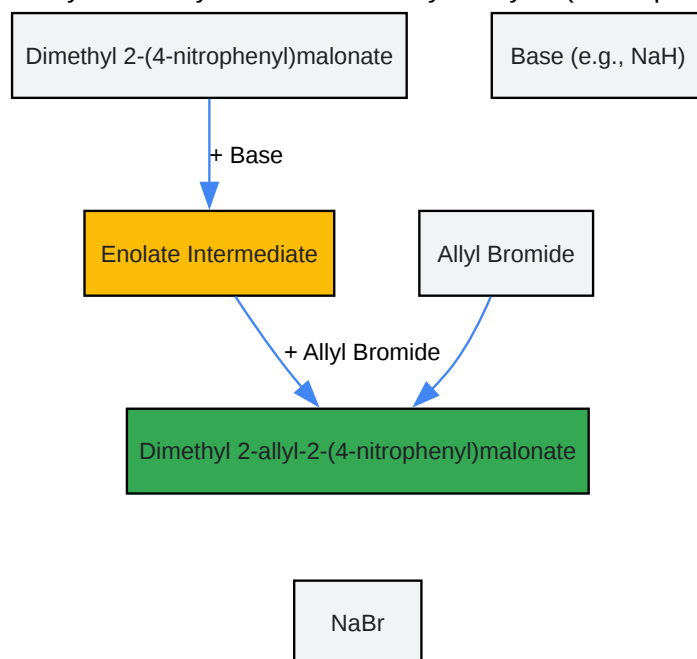 Dimethyl 2-(4-nitrophenyl)malonate
Base (e.g., NaH)
+ Base
Enolate Intermediate
Allyl Bromide
+ Allyl Bromide
Dimethyl 2-allyl-2-(4-nitrophenyl)malonate
NaBr